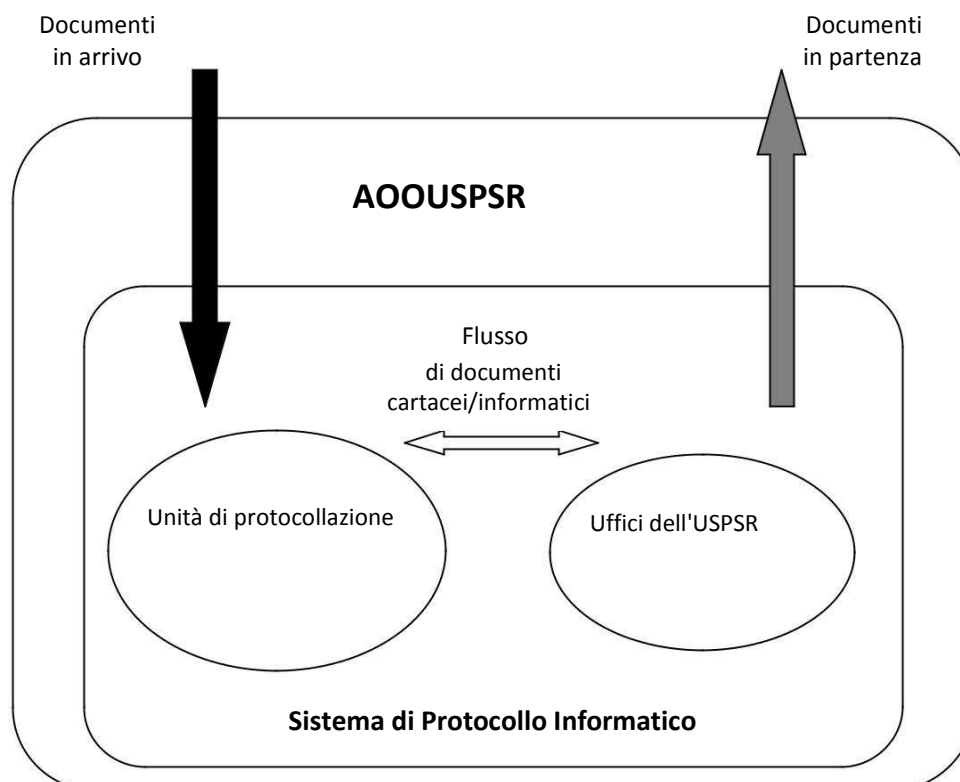 Documenti
in arrivo
Documenti
in partenza
AOOUSPSR
Flusso
di documenti
cartacei/informatici
Unità di protocollazione
Uffici dell'USPSR
Sistema di Protocollo Informatico